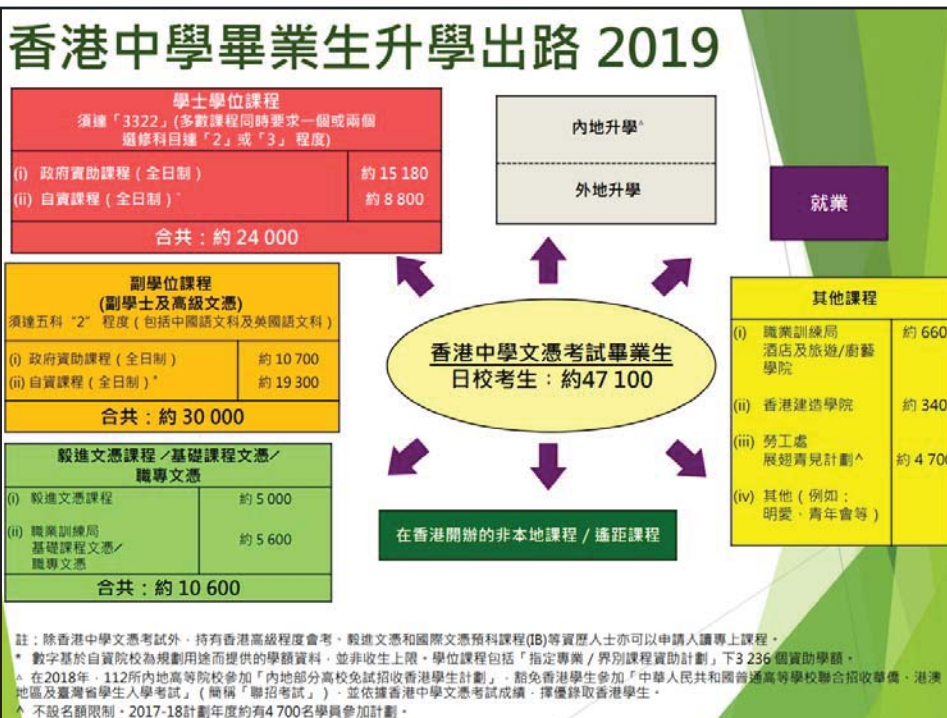 香港中學畢業生升學出路 2019
學士學位課程
須達「3322」(多數課程同時要求一個或兩個
選修科目達「2」或「3」程度)
(i) 政府資助課程(全日制) 約 15 180
(ii) 自資課程(全日制)* 約 8 800
合共:約 24 000
內地升學^
外地升學
就業
副學位課程
(副學士及高級文憑)
須達五科 "2" 程度(包括中國語文科及英國語文科)
(i) 政府資助課程(全日制) 約 10 700
(ii) 自資課程(全日制)* 約 19 300
合共:約 30 000
香港中學文憑考試畢業生
日校考生:約47 100
其他課程
(i) 職業訓練局 約 660
酒店及旅遊/廚藝
學院
(ii) 香港建造學院 約 340
(iii) 勞工處
展翅青見計劃^ 約 4 700
(iv) 其他(例如:
明愛、青年會等)
毅進文憑課程/基礎課程文憑/
職專文憑
(i) 毅進文憑課程 約 5 000
(ii) 職業訓練局
基礎課程文憑/ 約 5 600
職專文憑
合共:約 10 600
在香港開辦的非本地課程 / 遙距課程
註:除香港中學文憑考試外,持有香港高級程度會考、毅進文憑和國際文憑預科課程(IB)等資歷人士亦可以申請入讀專上課程。
* 數字基於自資院校為規劃用途而提供的學額資料,並非收生上限。學位課程包括「指定專業/界別課程資助計劃」下3 236 個資助學額。
^ 在2018年,112所內地高等院校參加「內地部分高校免試招收香港學生計劃」,豁免香港學生參加「中華人民共和國普通高等學校聯合招收華僑、港澳
地區及臺灣省學生入學考試」(簡稱「聯招考試」),並依據香港中學文憑考試成績,擇優錄取香港學生。
^ 不設名額限制。2017-18計劃年度約有4 700名學員參加計劃。